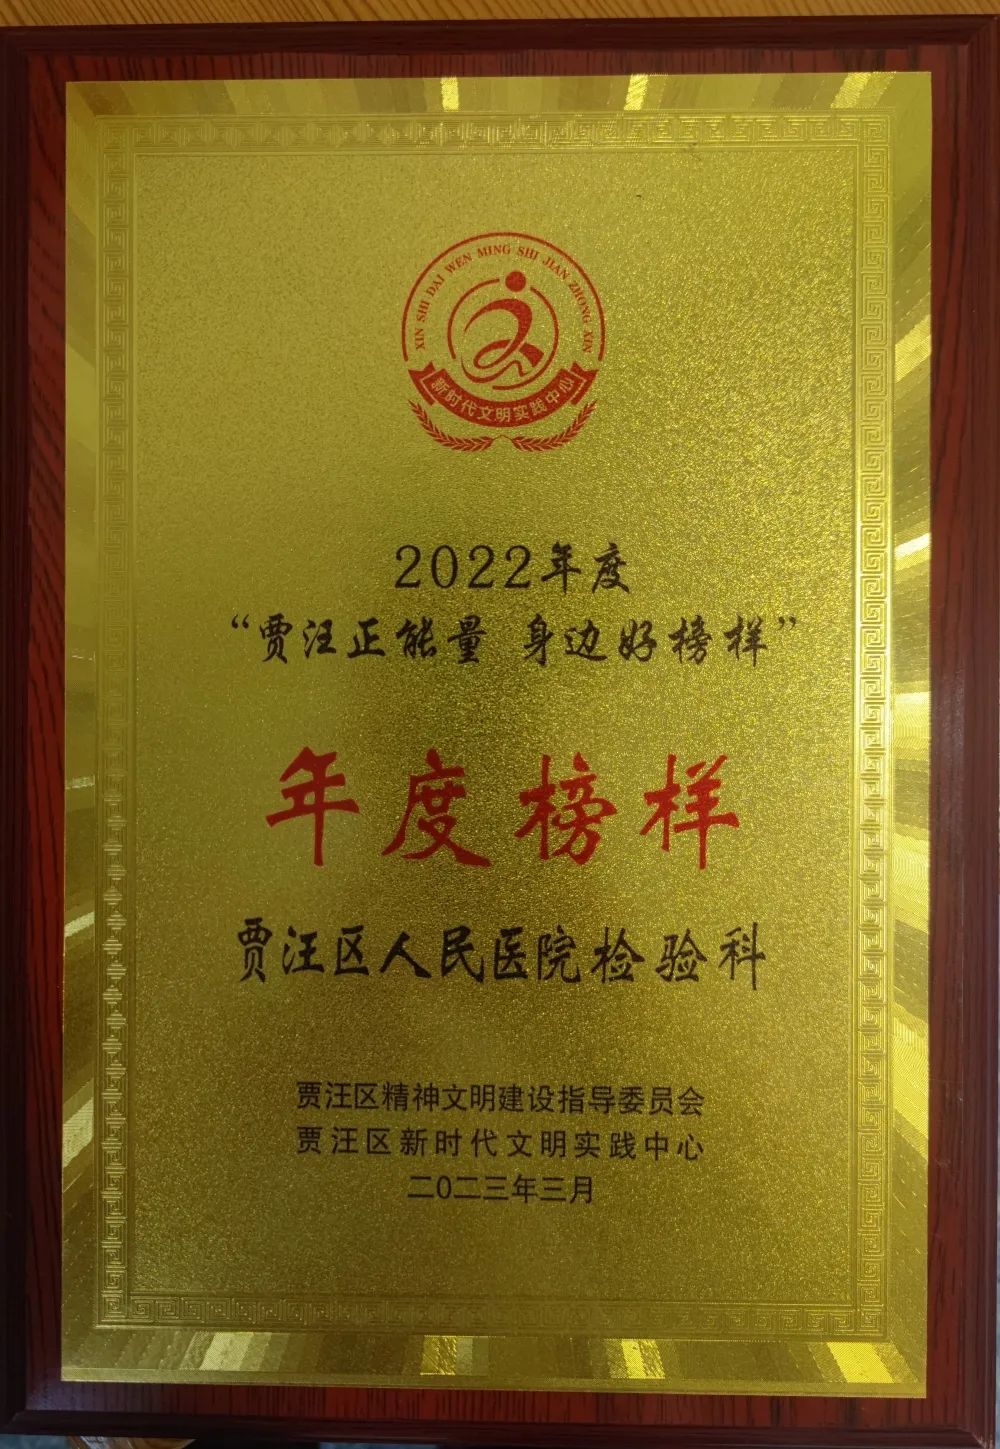 XIN SHI DAI WEN MING SHI JIAN ZHONG XIN
新时代文明实践中心
2022年度
“贾汪正能量 身边好榜样”
年度榜样
贾汪区人民医院检验科
贾汪区精神文明建设指导委员会
贾汪区新时代文明实践中心
二0二三年三月